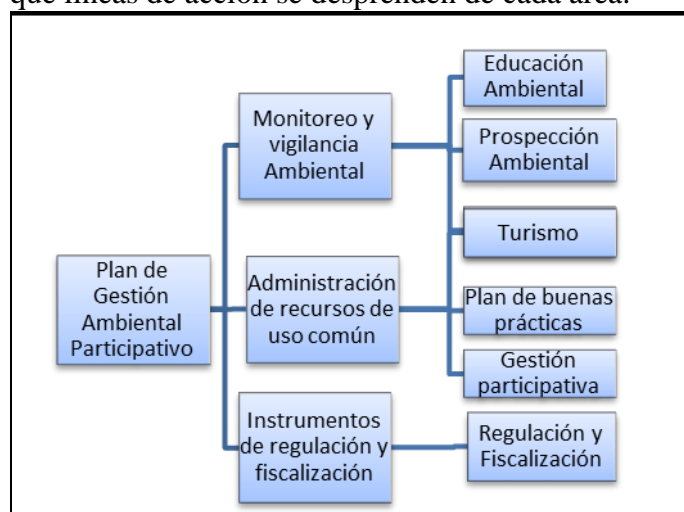 que líneas de acción se desprenden de cada área.
Plan de
Gestión
Ambiental
Participativo
Monitoreo y
vigilancia
Ambiental
Administración
de recursos de
uso común
Instrumentos
de regulación y
fiscalización
Educación
Ambiental
Prospección
Ambiental
Turismo
Plan de buenas
prácticas
Gestión
participativa
Regulación y
Fiscalización